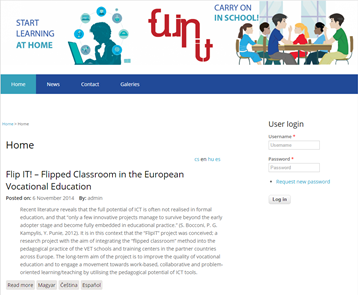 START
LEARNING
AT HOME
flip it
CARRY ON
IN SCHOOL!
Home News Contact Galeries
Home » Home
cs en hu es
Home
Flip IT! – Flipped Classroom in the European
Vocational Education
Posted on: 6 November 2014 By: admin
Recent literature reveals that the full potential of ICT is often not realised in formal
education, and that "only a few innovative projects manage to survive beyond the early
adopter stage and become fully embedded in educational practice." (S. Bocconi, P. G.
Kampylis, Y. Punie, 2012). It is in this context that the "FlipIT" project was conceived: a
research project with the aim of integrating the "flipped classroom" method into the
pedagogical practice of the VET schools and training centers in the partner countries
across Europe. The long-term aim of the project is to improve the quality of vocational
education and to engage a movement towards work-based, collaborative and problem-
oriented learning/teaching by utilising the pedagogical potential of ICT tools.
Read more Magyar Čeština Español
User login
Username *
Username
Password *
Password
Request new password
Log in